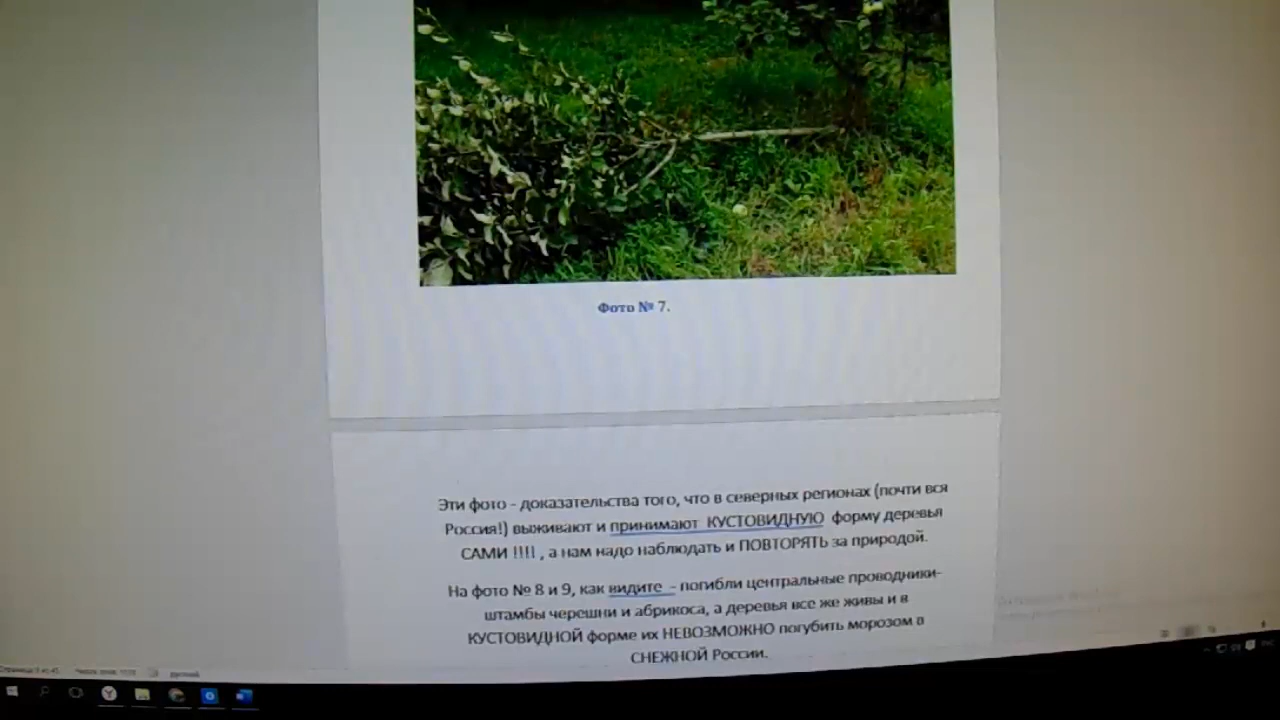 Фото № 7.
Эти фото - доказательства того, что в северных регионах (почти вся
Россия!) выживают и принимают КУСТОВИДНУЮ форму деревья
САМИ !!!! , а нам надо наблюдать и ПОВТОРЯТЬ за природой.
На фото № 8 и 9, как видите - погибли центральные проводники-
штамбы черешни и абрикоса, а деревья все же живы и в
КУСТОВИДНОЙ форме их НЕВОЗМОЖНО погубить морозом в
СНЕЖНОЙ России.
русский